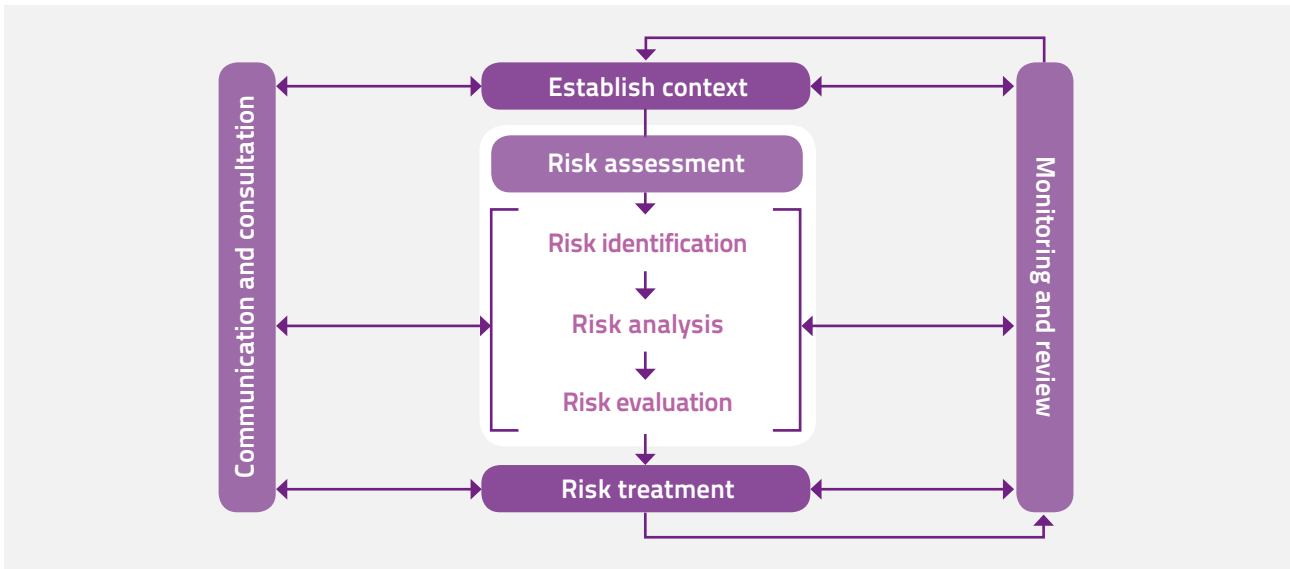 Communication and consultation
Establish context
Risk assessment
Risk identification
Risk analysis
Risk evaluation
Risk treatment
Monitoring and review